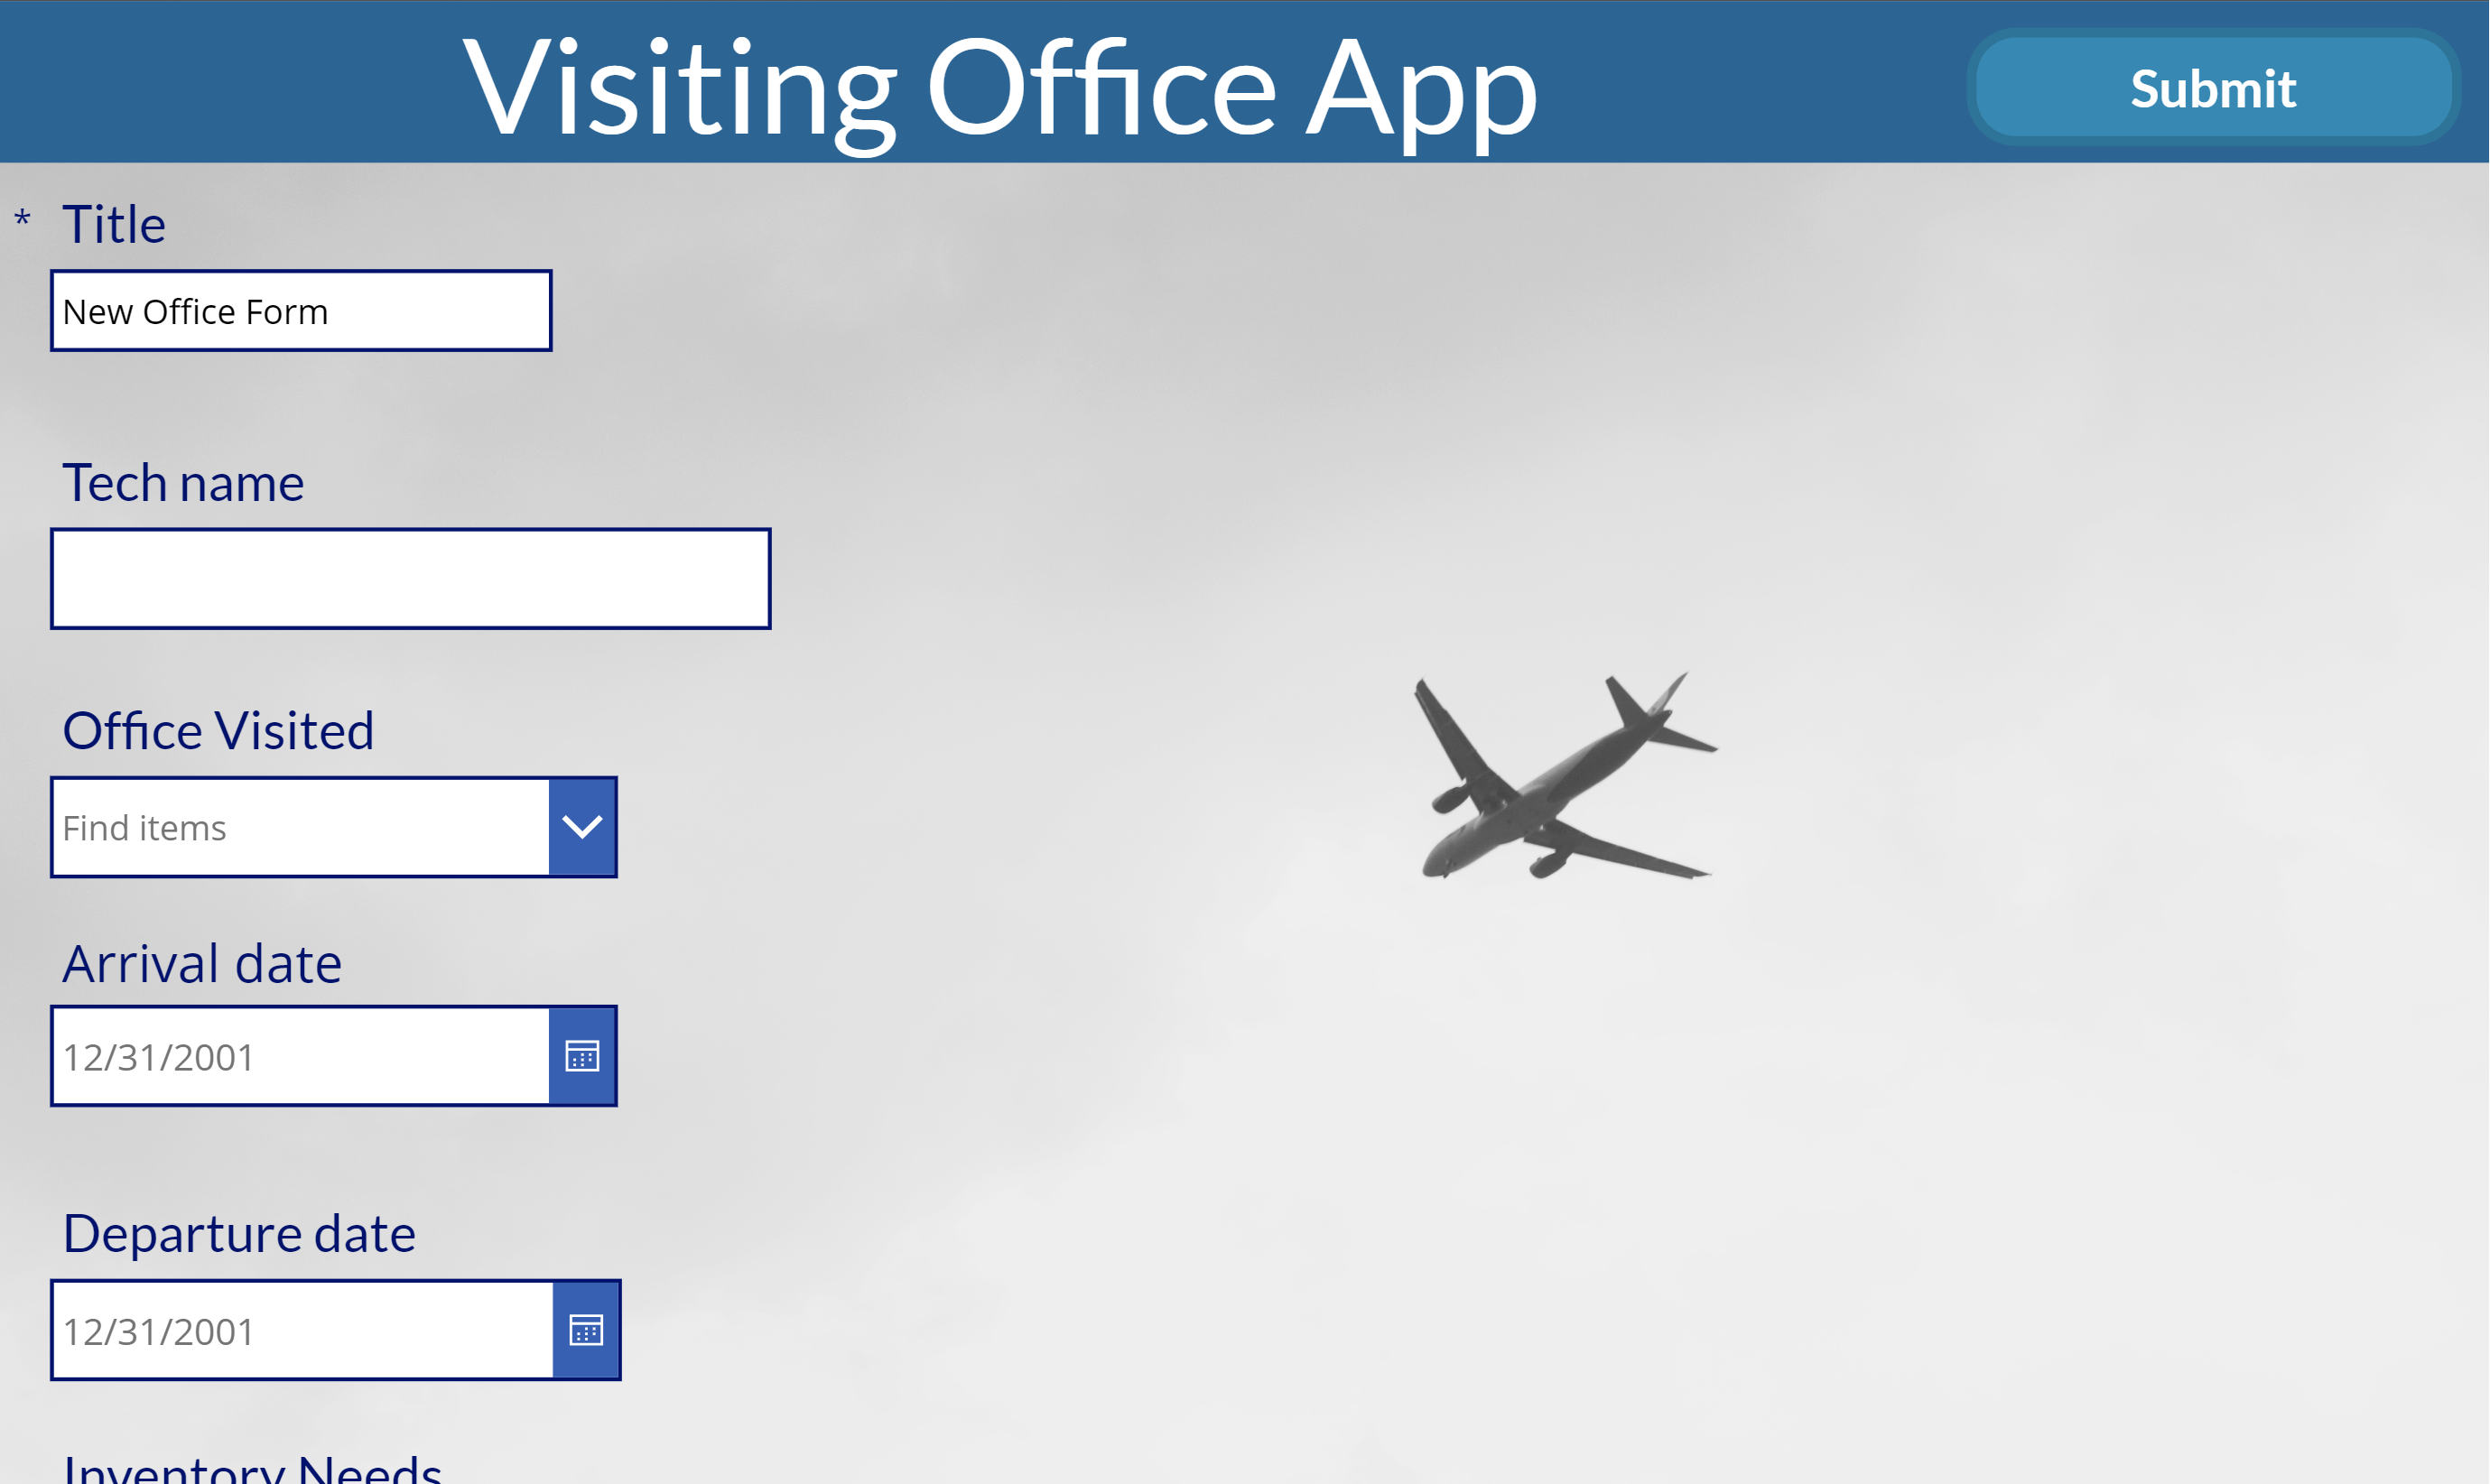 Visiting Office App
Submit
* Title
New Office Form
Tech name
Office Visited
Find items
Arrival date
12/31/2001
Departure date
12/31/2001
Inventory Needs